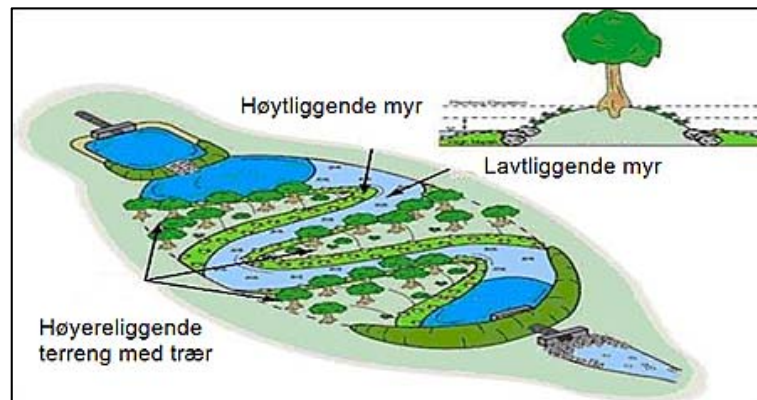 Høytliggende myr
Lavtliggende myr
Høyereliggende
terreng med trær